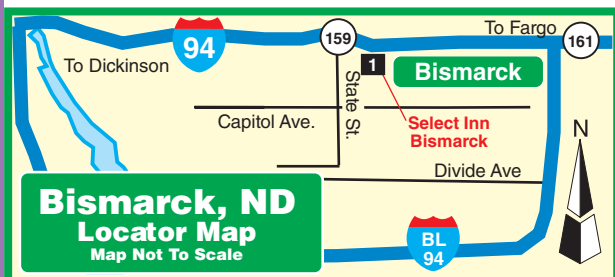 To Fargo
159
161
94
To Dickinson
1
Bismarck
State St.
Capitol Ave.
Select Inn
Bismarck
N
Divide Ave
Bismarck, ND
Locator Map
Map Not To Scale
BL
94